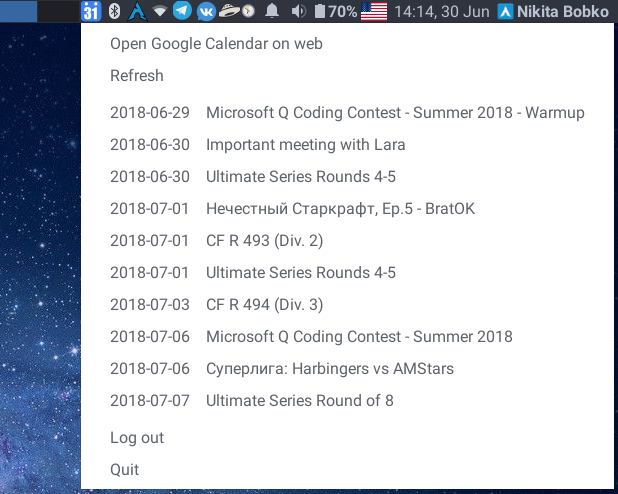 31 70% 14:14, 30 Jun Nikita Bobko
Open Google Calendar on web
Refresh
2018-06-29 Microsoft Q Coding Contest - Summer 2018 - Warmup
2018-06-30 Important meeting with Lara
2018-06-30 Ultimate Series Rounds 4-5
2018-07-01 Нечестный Старкрафт, Ep.5 - BratOK
2018-07-01 CF R 493 (Div. 2)
2018-07-01 Ultimate Series Rounds 4-5
2018-07-03 CF R 494 (Div. 3)
2018-07-06 Microsoft Q Coding Contest - Summer 2018
2018-07-06 Суперлига: Harbingers vs AMStars
2018-07-07 Ultimate Series Round of 8
Log out
Quit